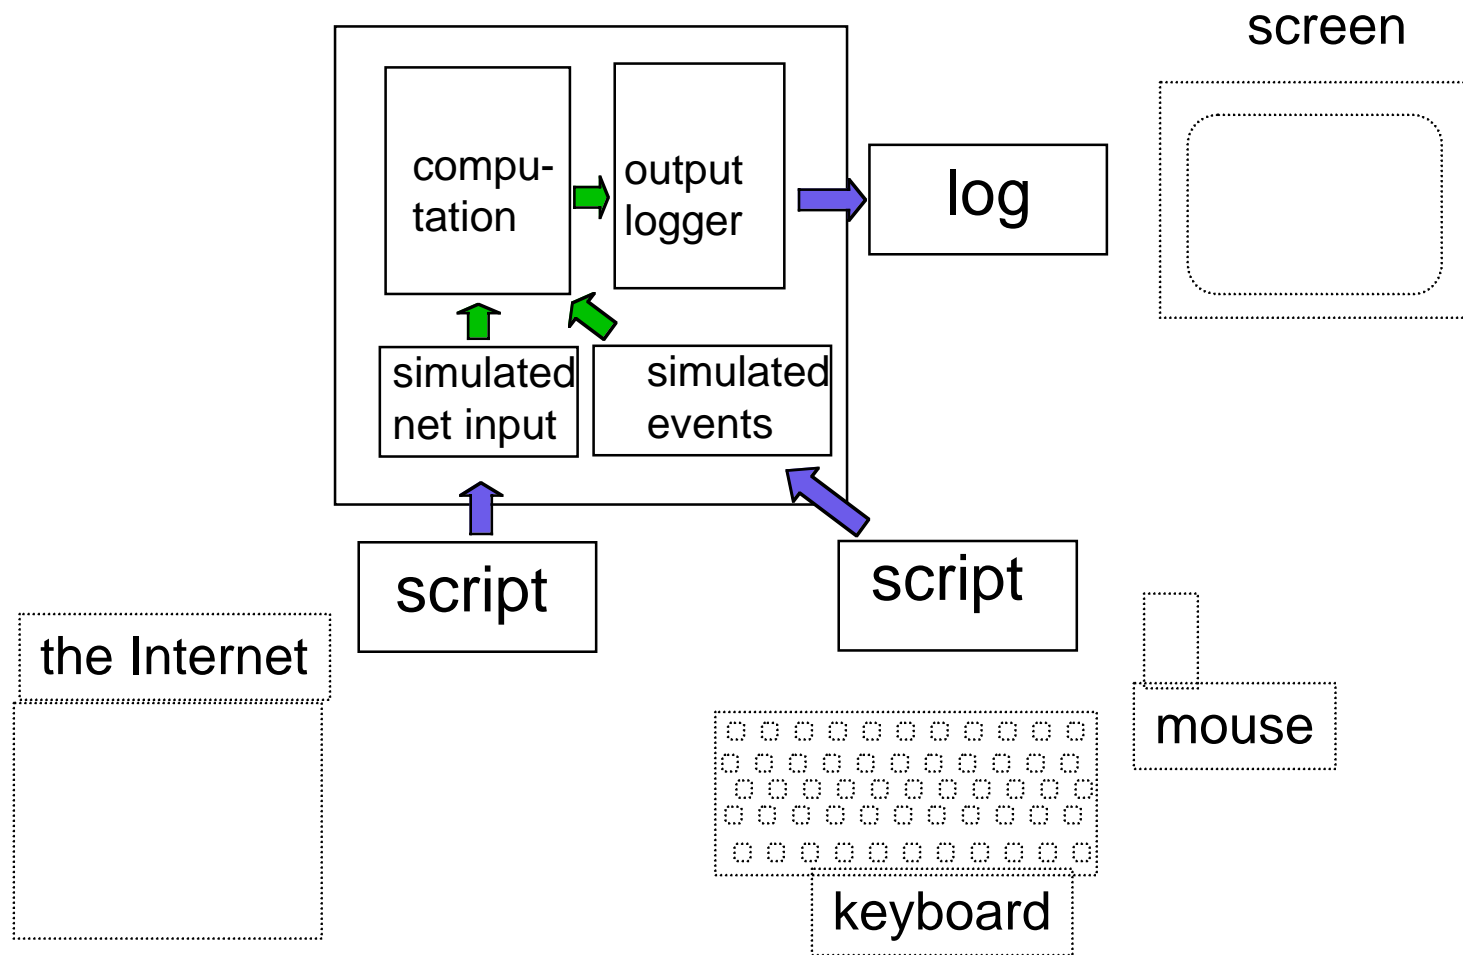 screen
compu-
tation
output
logger
log
simulated
net input
simulated
events
script
script
the Internet
mouse
keyboard